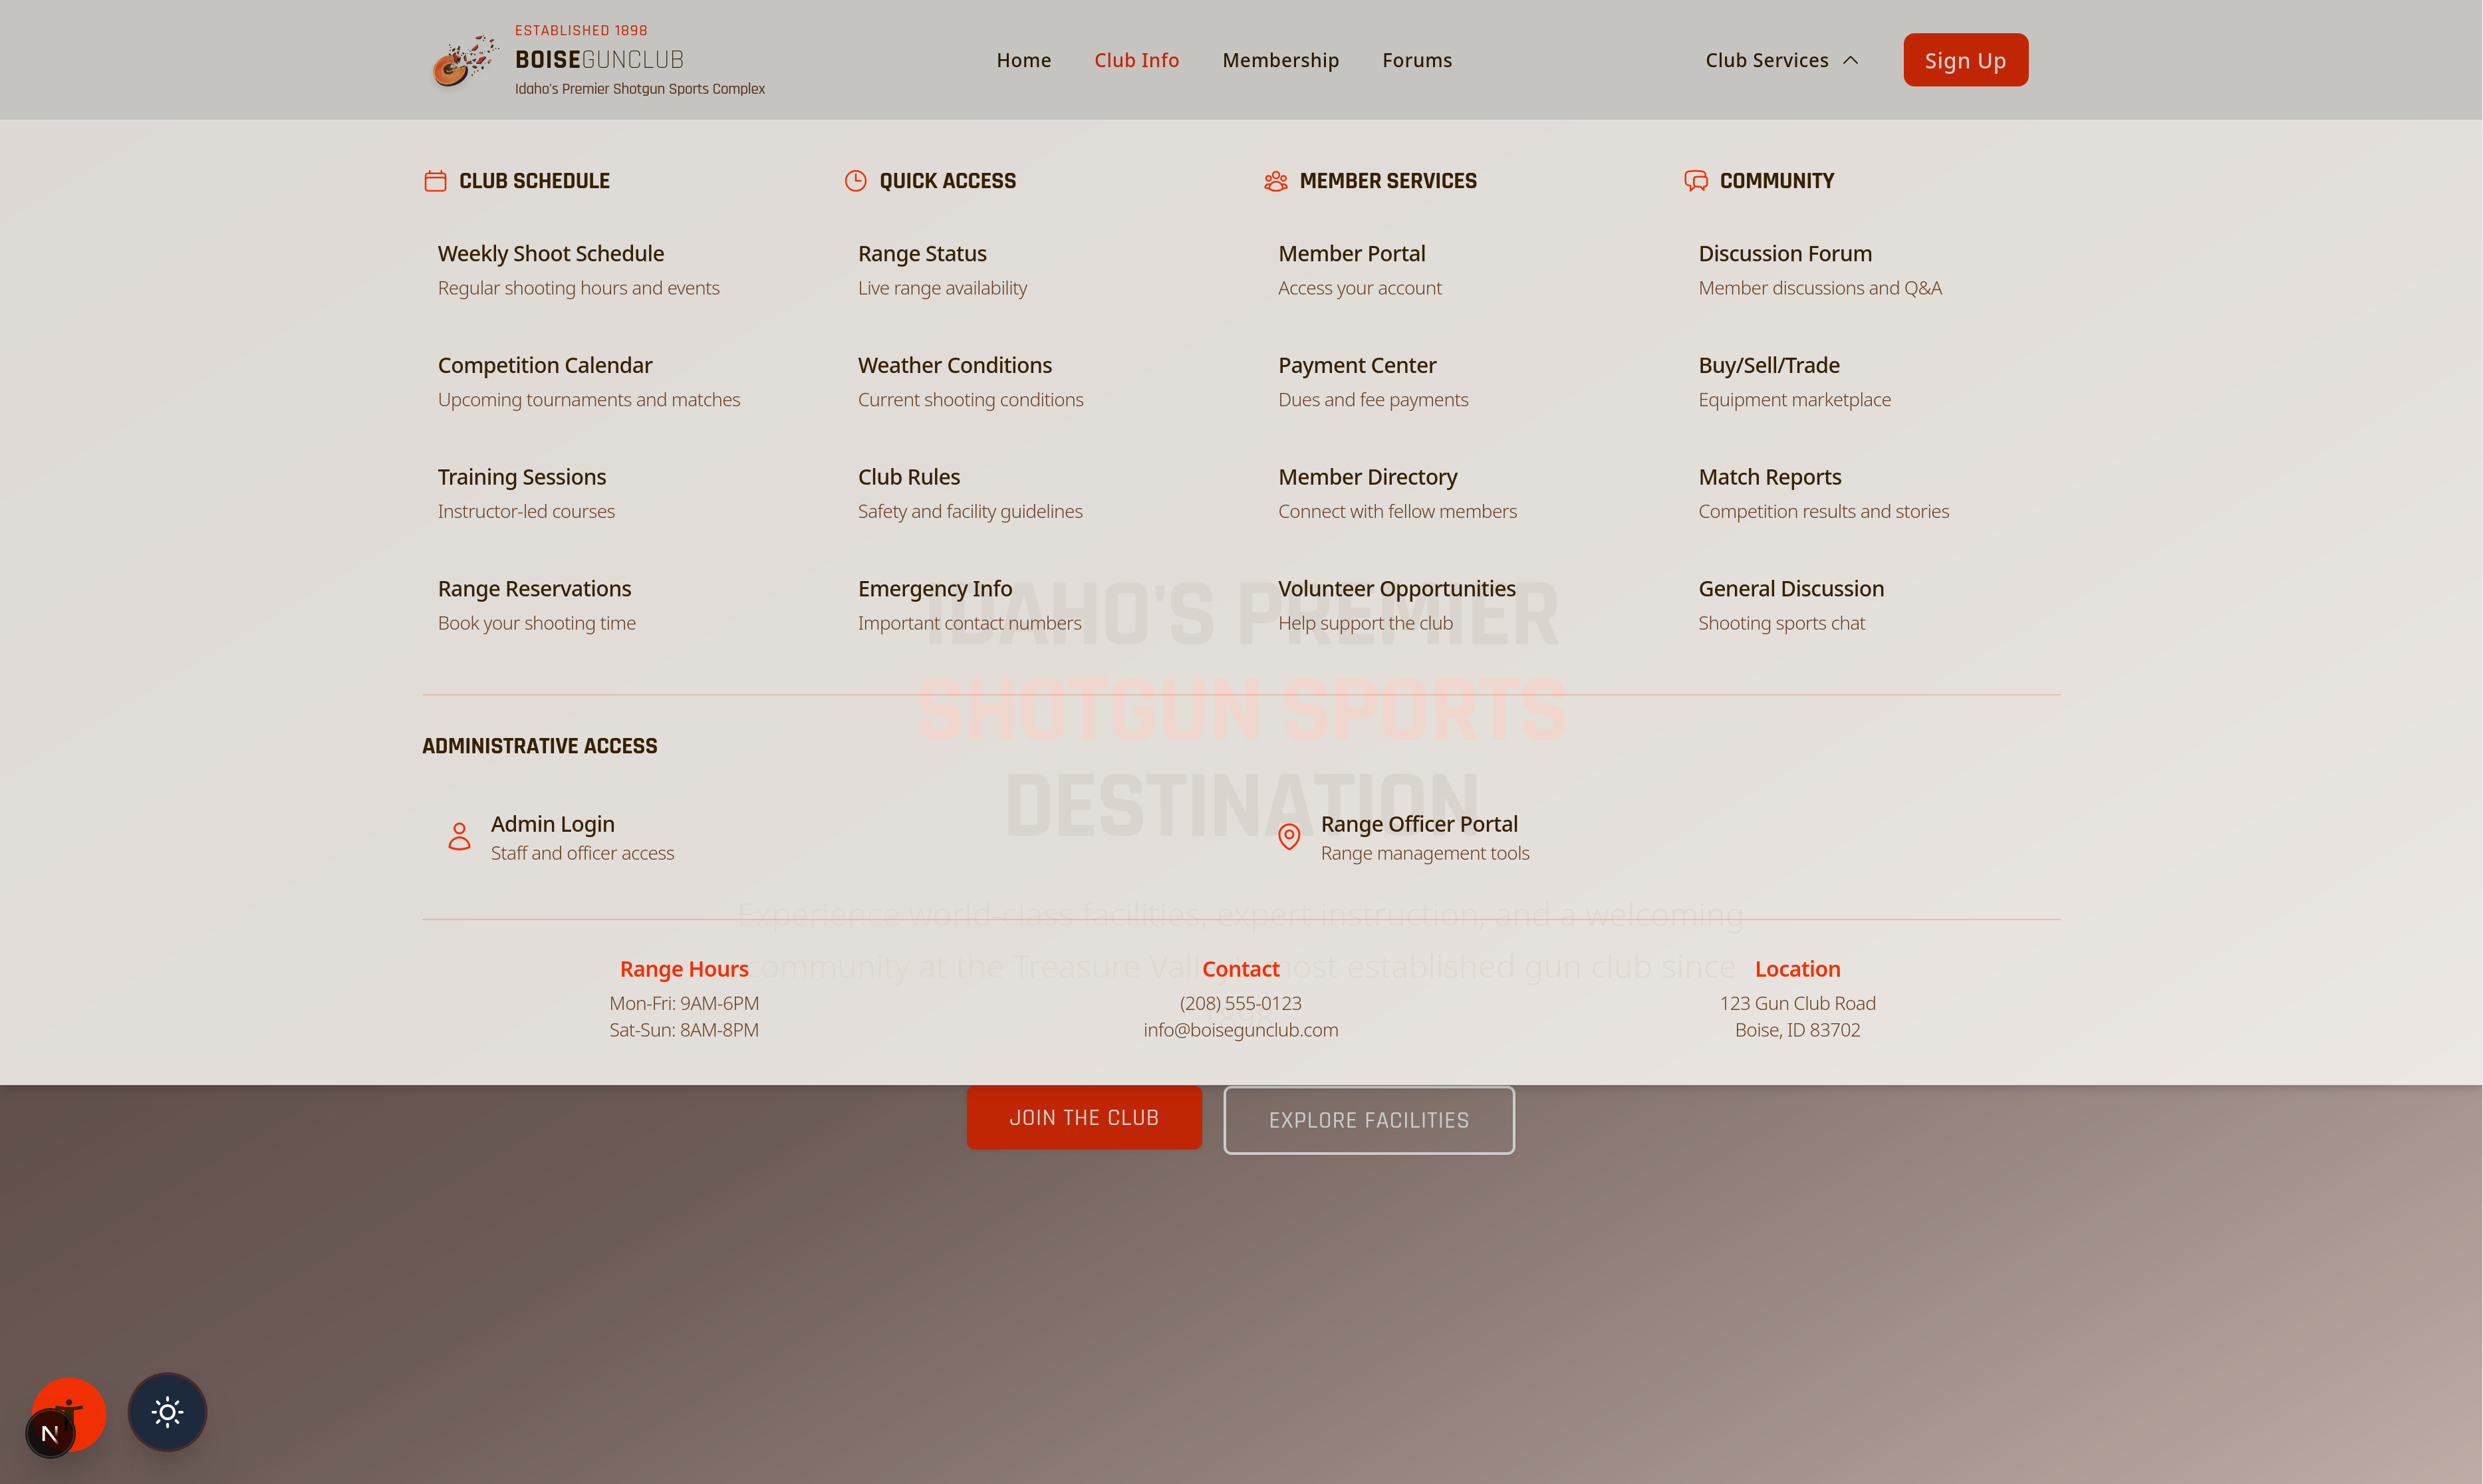 ESTABLISHED 1898
BOISEGUNCLUB
Idaho's Premier Shotgun Sports Complex
Home
Club Info
Membership
Forums
Club Services
Sign Up
CLUB SCHEDULE
Weekly Shoot Schedule
Regular shooting hours and events
Competition Calendar
Upcoming tournaments and matches
Training Sessions
Instructor-led courses
Range Reservations
Book your shooting time
QUICK ACCESS
Range Status
Live range availability
Weather Conditions
Current shooting conditions
Club Rules
Safety and facility guidelines
Emergency Info
Important contact numbers
MEMBER SERVICES
Member Portal
Access your account
Payment Center
Dues and fee payments
Member Directory
Connect with fellow members
Volunteer Opportunities
Help support the club
COMMUNITY
Discussion Forum
Member discussions and Q&A
Buy/Sell/Trade
Equipment marketplace
Match Reports
Competition results and stories
General Discussion
Shooting sports chat
IDAHO'S PREMIER
SHOTGUN SPORTS
DESTINATION
ADMINISTRATIVE ACCESS
Admin Login
Staff and officer access
Range Officer Portal
Range management tools
Experience world-class facilities, expert instruction, and a welcoming
community at the Treasure Valley's most established gun club since
1898
Range Hours
Mon-Fri: 9AM-6PM
Sat-Sun: 8AM-8PM
Contact
(208) 555-0123
info@boisegunclub.com
Location
123 Gun Club Road
Boise, ID 83702
JOIN THE CLUB
EXPLORE FACILITIES
N